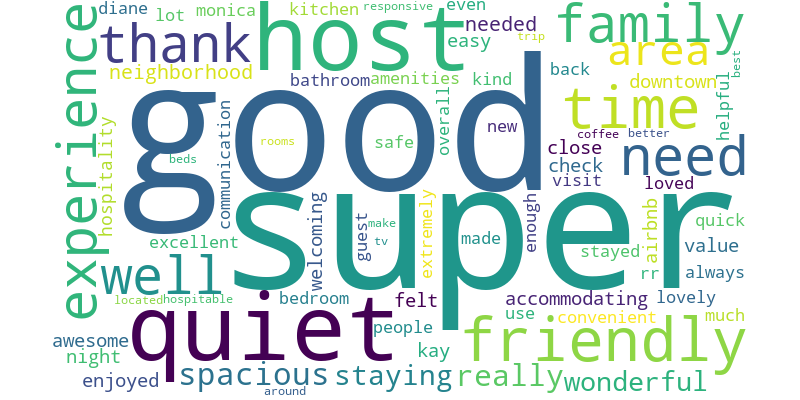 diane
lot
monica
kitchen
responsive
even
needed
trip
family
experience
thank
host
easy
area
best
neighborhood
bathroom
amenities
kind
back
downtown
good
super
time
helpful
hospitality
communication
rooms
safe
overall
new
coffee
better
close
need
beds
check
visit
loved
welcoming
guest
make
tv
extremely
made
enough
airbnb
quick
excellent
stayed
value
well
rr
always
located
hospitable
bedroom
felt
accommodating
lovely
quiet
people
use
convenient
much
awesome
night
kay
friendly
enjoyed
spacious
staying
really
wonderful
around